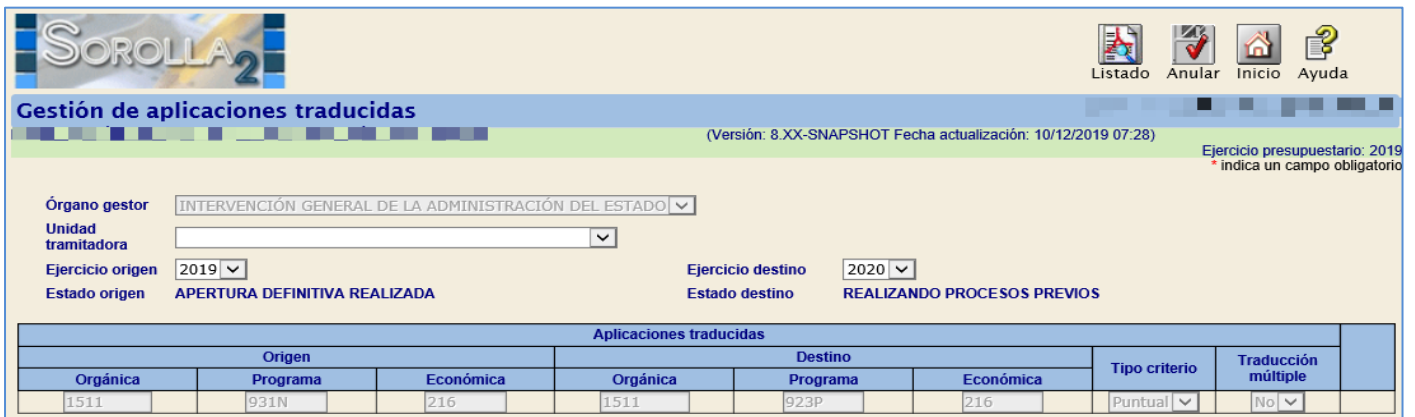 SOROLLA2
Listado Anular Inicio Ayuda
Gestión de aplicaciones traducidas
(Versión: 8.XX-SNAPSHOT Fecha actualización: 10/12/2019 07:28)
Ejercicio presupuestario: 2019
* indica un campo obligatorio
Órgano gestor INTERVENCIÓN GENERAL DE LA ADMINISTRACIÓN DEL ESTADO
Unidad
tramitadora
Ejercicio origen 2019 Ejercicio destino 2020
Estado origen APERTURA DEFINITIVA REALIZADA Estado destino REALIZANDO PROCESOS PREVIOS
Aplicaciones traducidas
Origen Destino Tipo criterio Traducción múltiple
Orgánica Programa Económica Orgánica Programa Económica
1511 931N 216 1511 923P 216 Puntual No